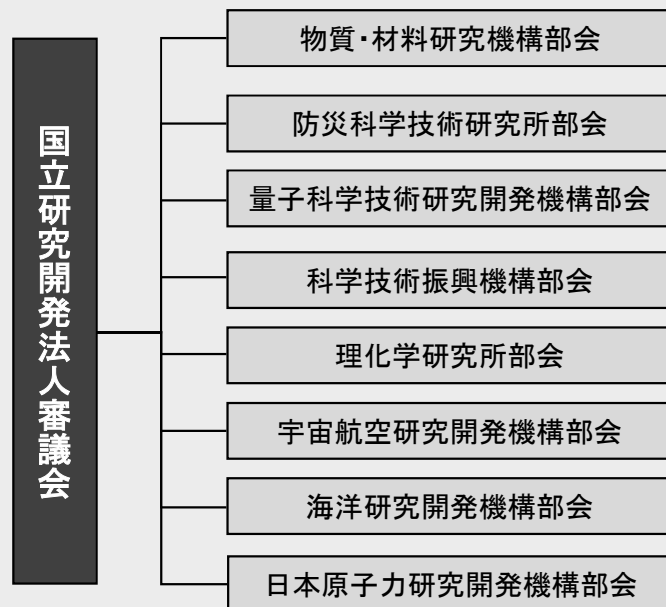 国立研究開発法人審議会
物質・材料研究機構部会
防災科学技術研究所部会
量子科学技術研究開発機構部会
科学技術振興機構部会
理化学研究所部会
宇宙航空研究開発機構部会
海洋研究開発機構部会
日本原子力研究開発機構部会